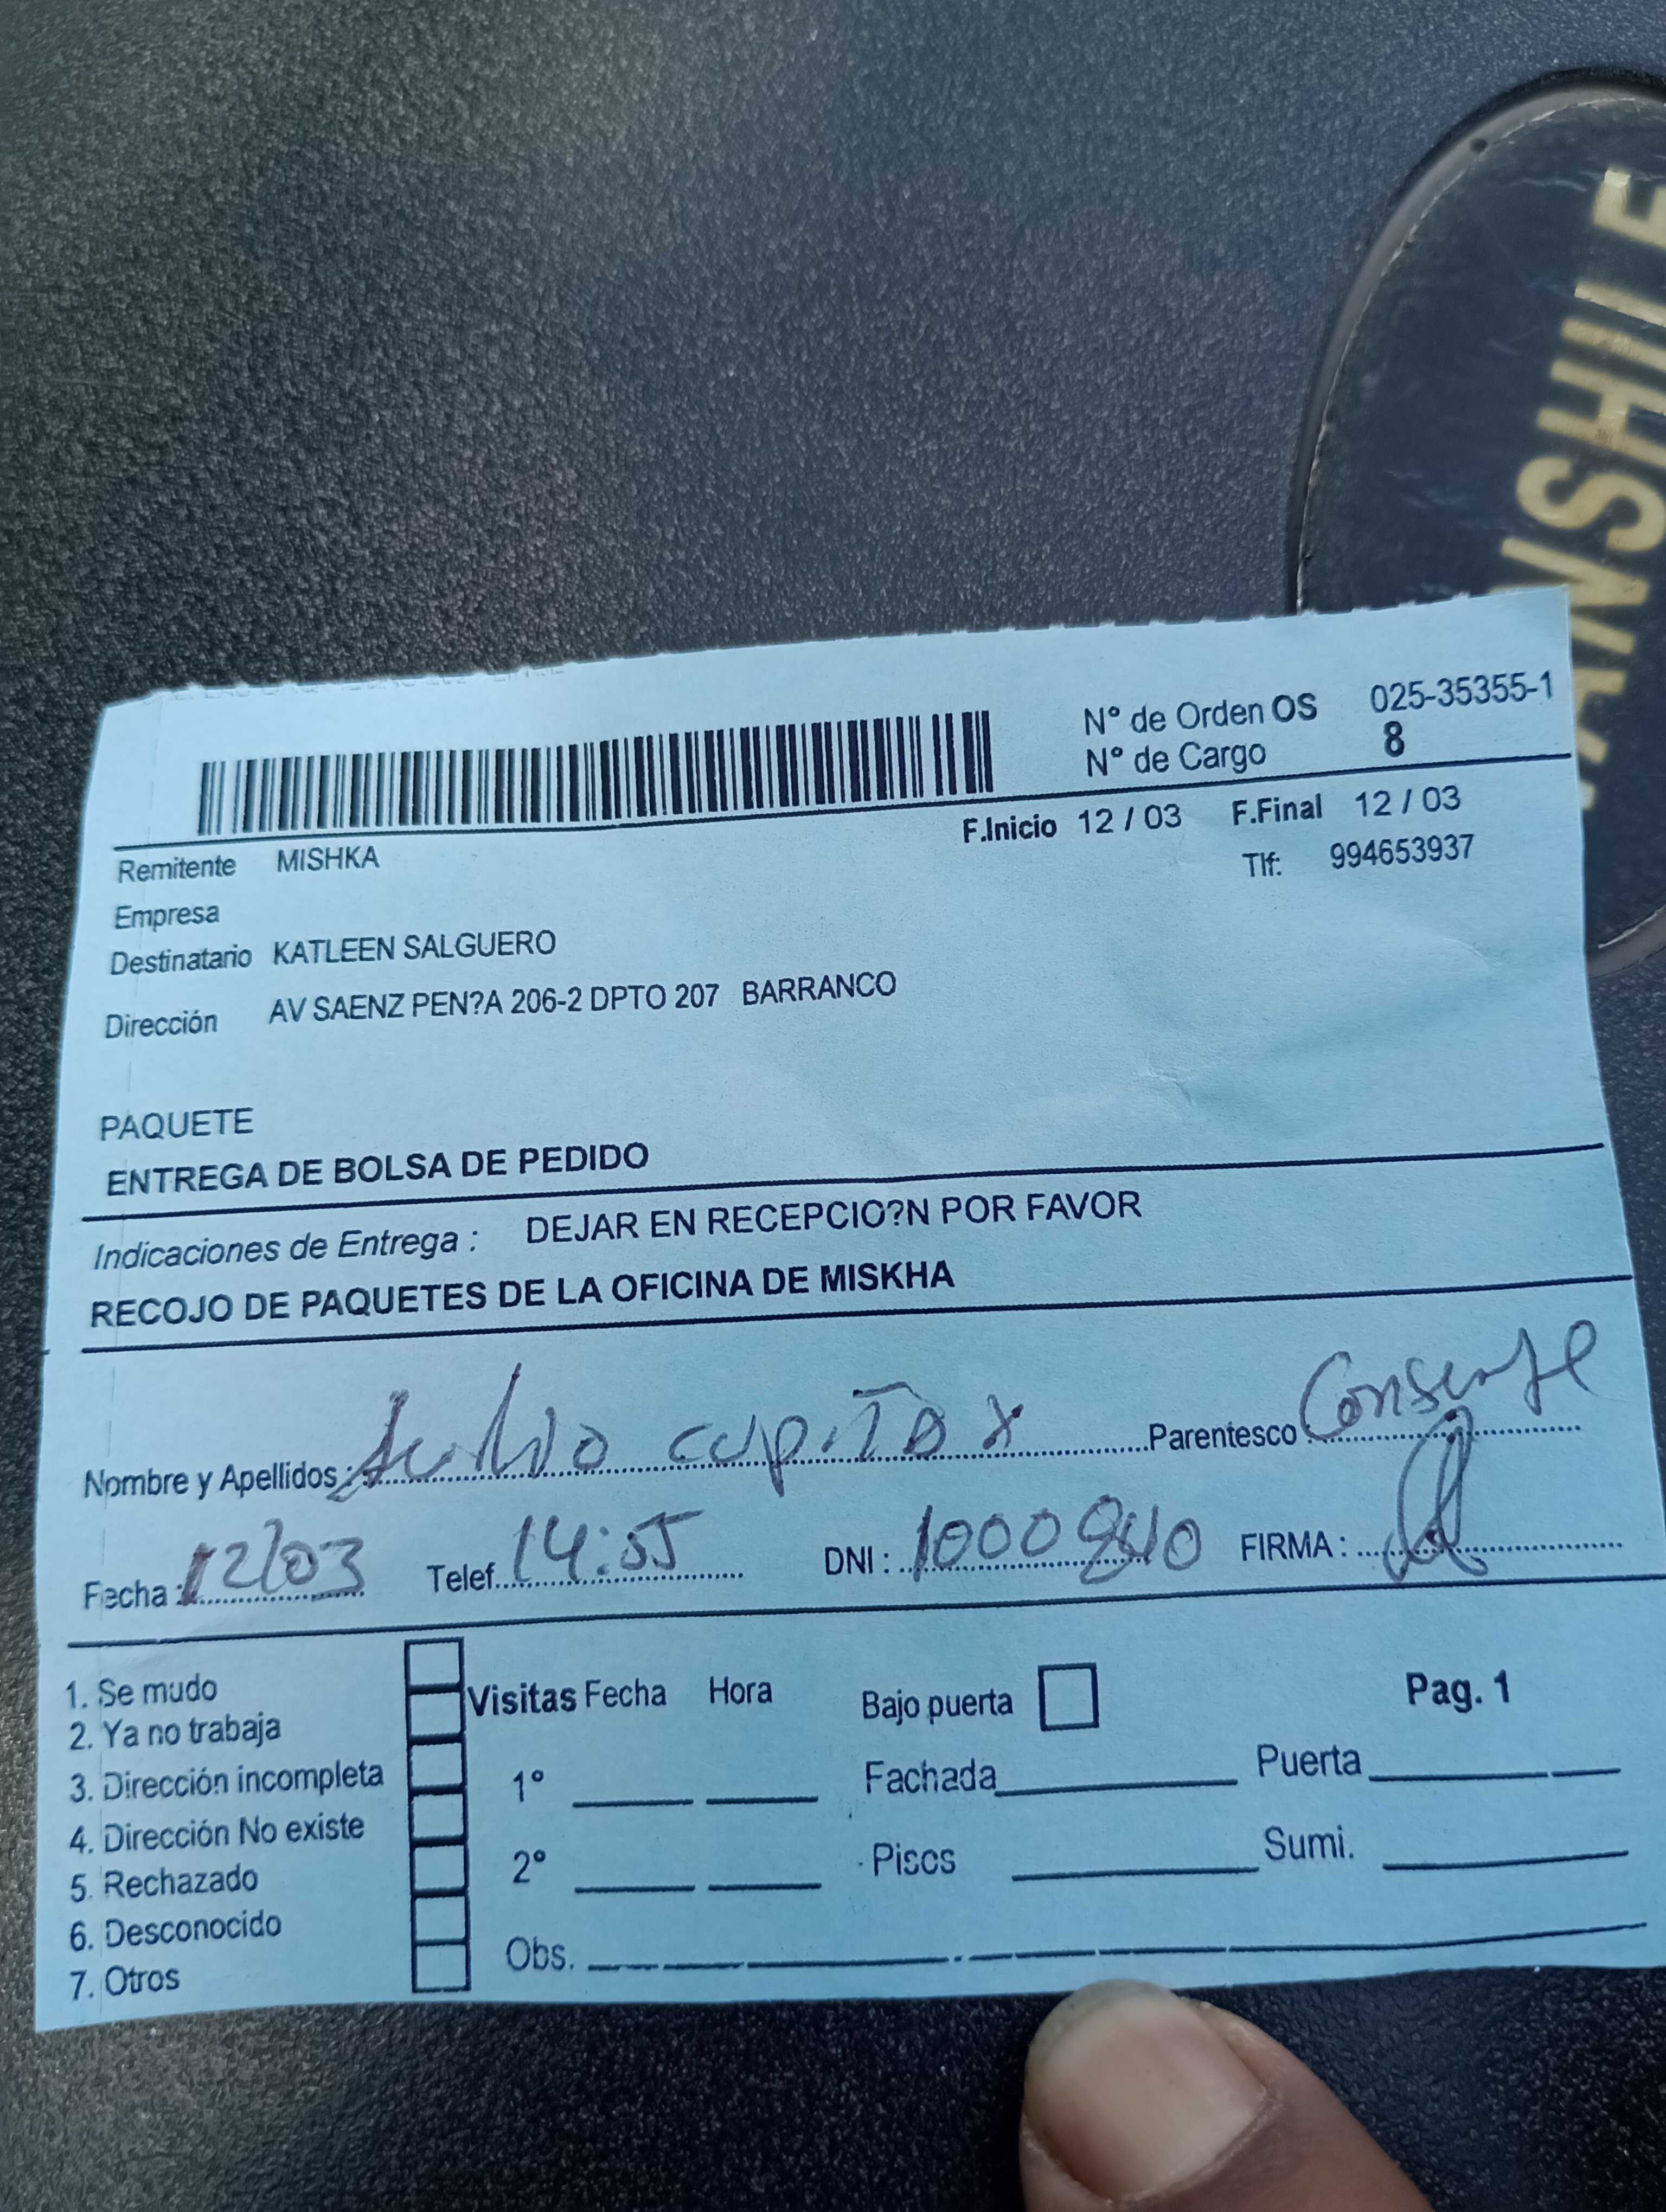 Nº de Orden OS 025-35355-1
Nº de Cargo 8
F.Inicio 12 / 03 F.Final 12 / 03
Remitente MISHKA
Tlf: 994653937
Empresa
Destinatario KATLEEN SALGUERO
Dirección AV SAENZ PEN?A 206-2 DPTO 207 BARRANCO
PAQUETE
ENTREGA DE BOLSA DE PEDIDO
Indicaciones de Entrega : DEJAR EN RECEPCIO?N POR FAVOR
RECOJO DE PAQUETES DE LA OFICINA DE MISKHA
Nombre y Apellidos : Parentesco :
Fecha : 12/03 Telef. 14:55 DNI : 1000840 FIRMA :
1. Se mudo
2. Ya no trabaja
3. Dirección incompleta
4. Dirección No existe
5. Rechazado
6. Desconocido
7. Otros
Visitas Fecha Hora
1º
2º
Obs.
Bajo puerta
Fachada
Pisos
Pag. 1
Puerta
Sumi.